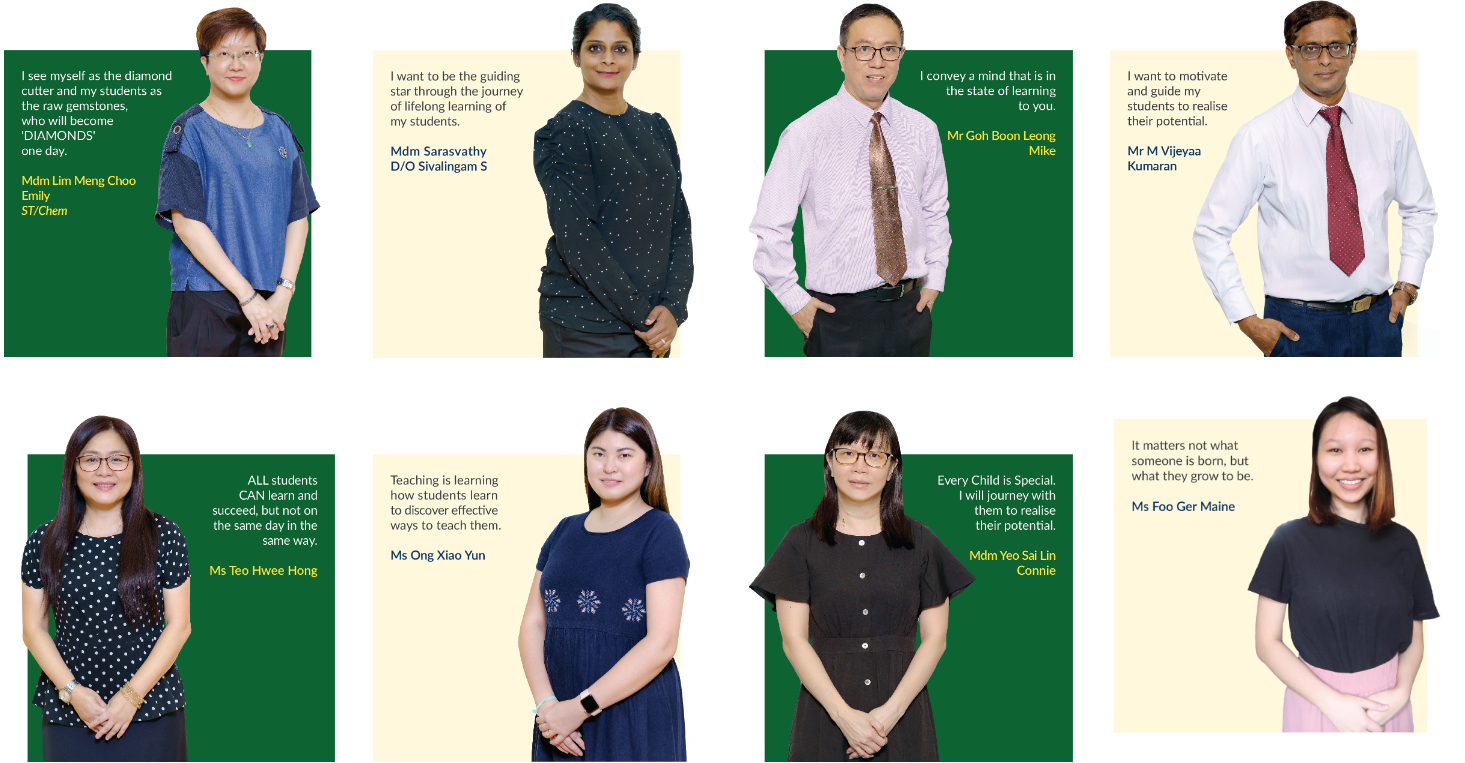 I see myself as the diamond
cutter and my students as
the raw gemstones,
who will become
'DIAMONDS'
one day.
Mdm Lim Meng Choo
Emily
ST/Chem
I want to be the guiding
star through the journey
of lifelong learning of
my students.
Mdm Sarasvathy
D/O Sivalingam S
I convey a mind that is in
the state of learning
to you.
Mr Goh Boon Leong
Mike
I want to motivate
and guide my
students to realise
their potential.
Mr M Vijeyaa
Kumaran
ALL students
CAN learn and
succeed, but not on
the same day in the
same way.
Ms Teo Hwee Hong
Teaching is learning
how students learn
to discover effective
ways to teach them.
Ms Ong Xiao Yun
Every Child is Special.
I will journey with
them to realise
their potential.
Mdm Yeo Sai Lin
Connie
It matters not what
someone is born, but
what they grow to be.
Ms Foo Ger Maine